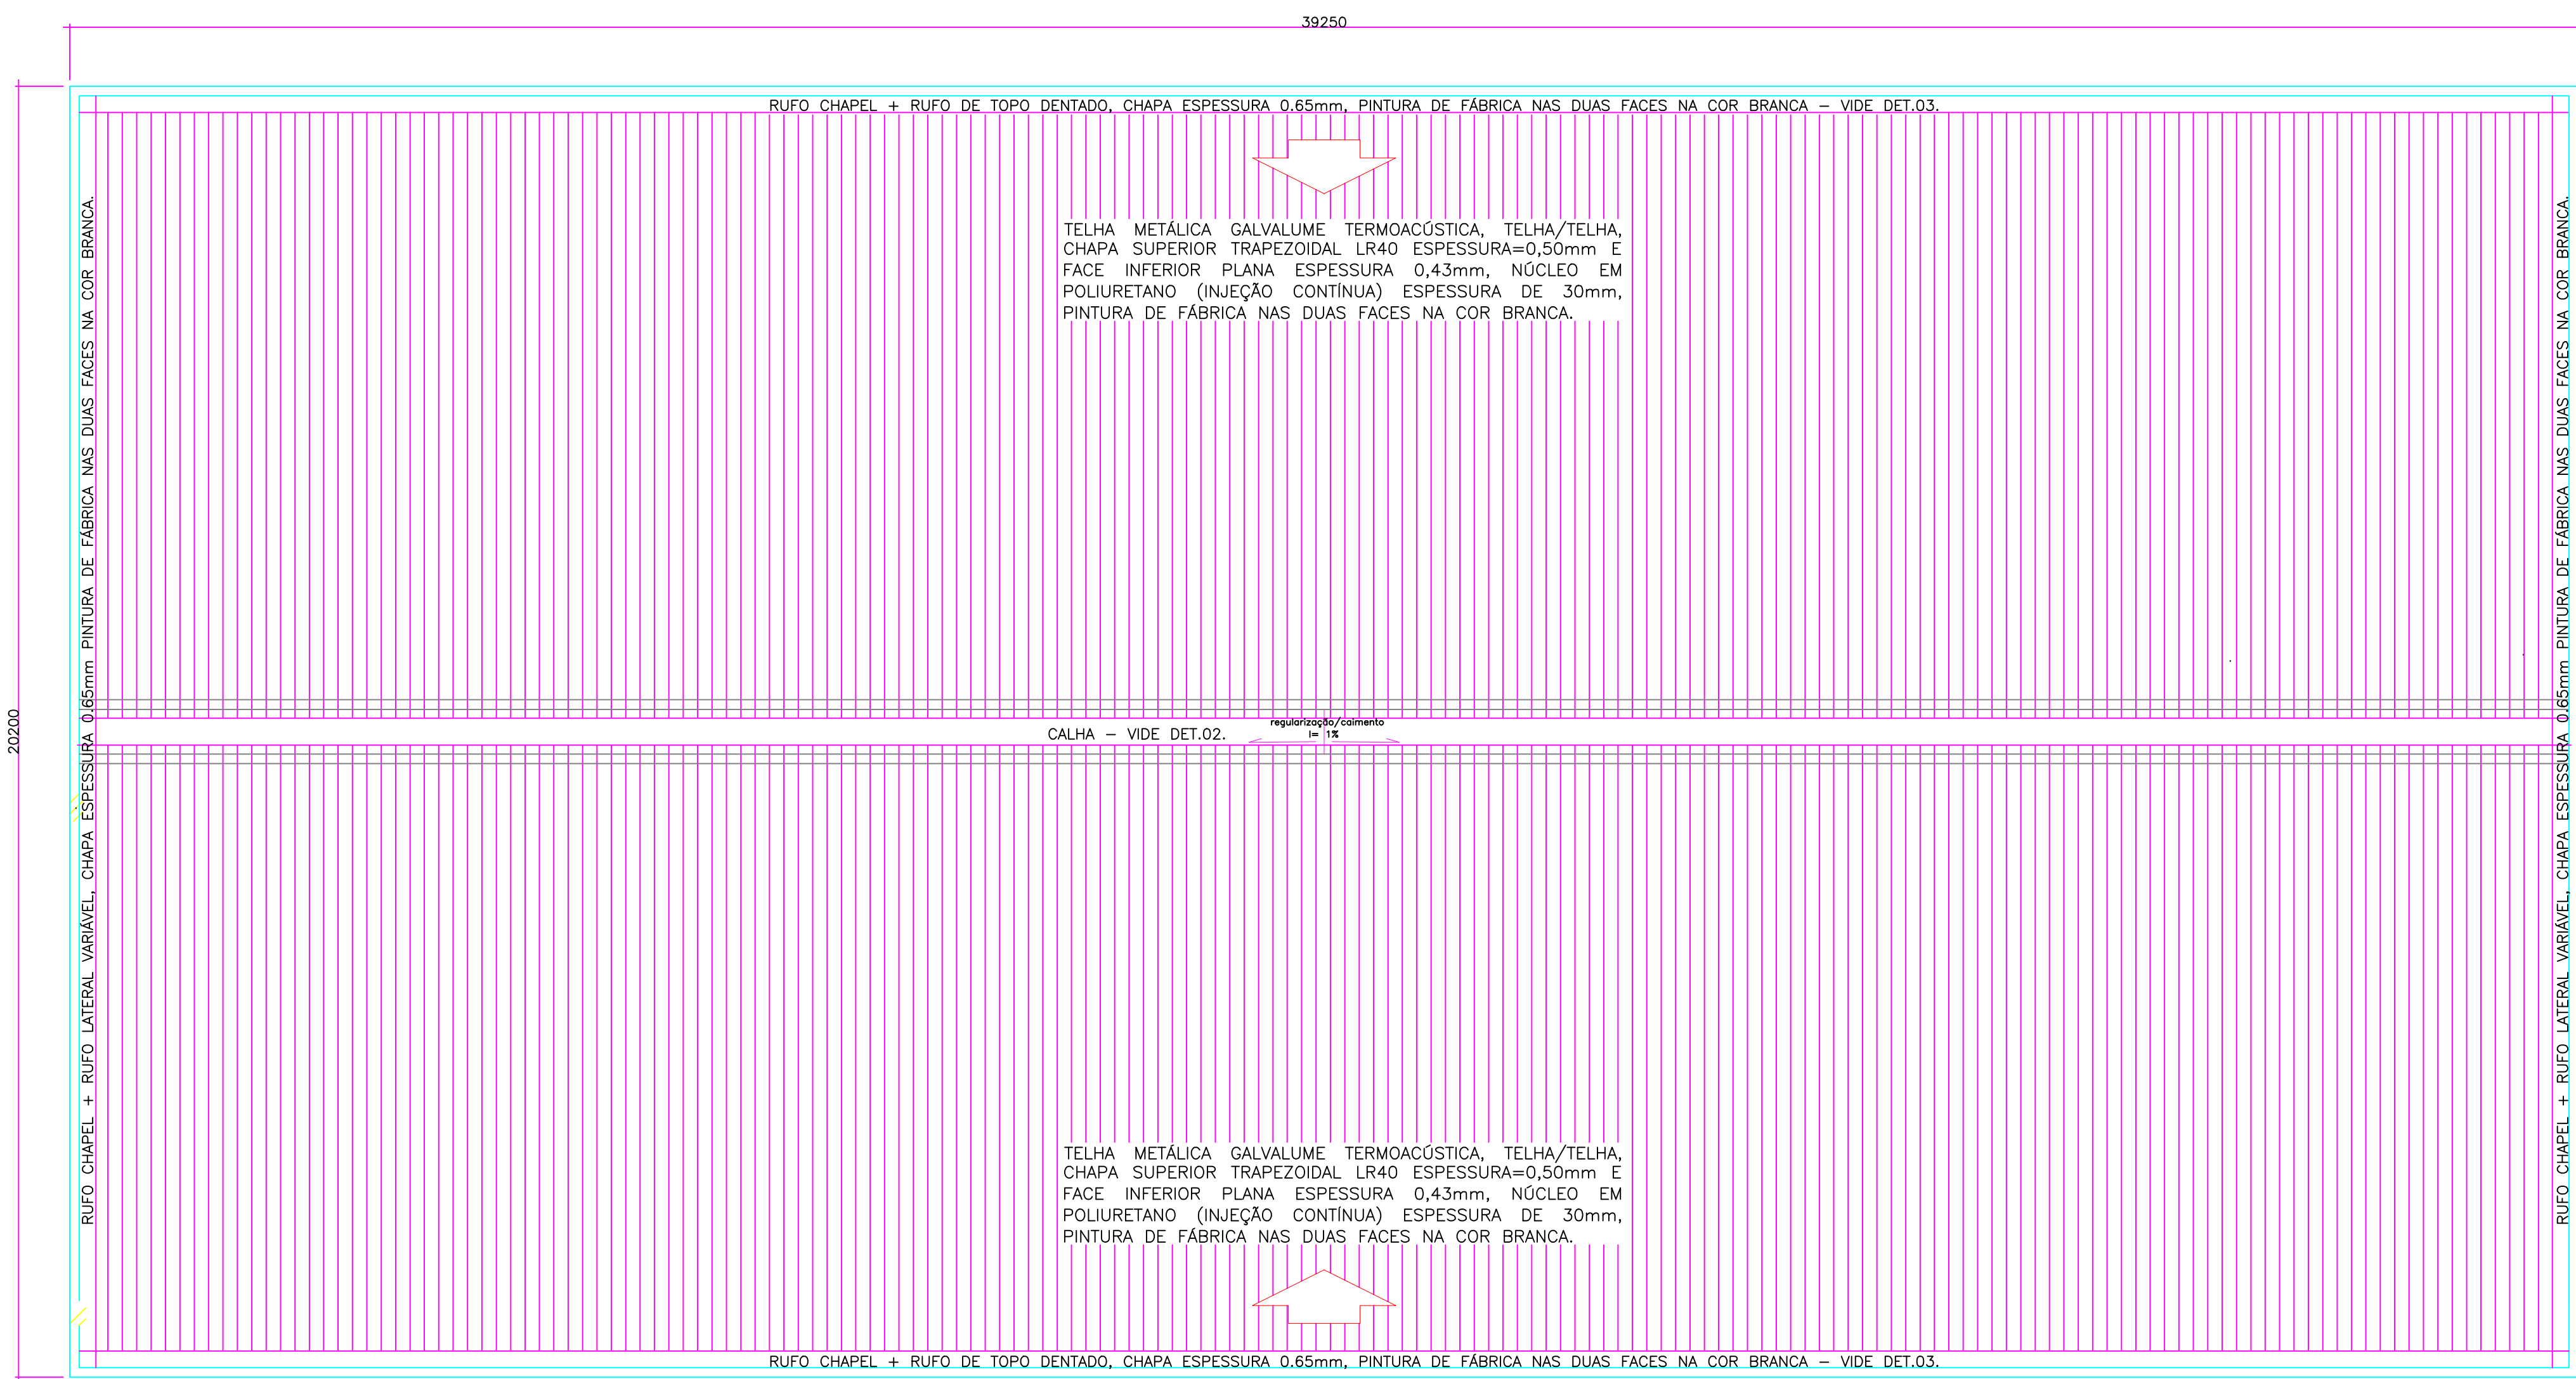 39250
RUFO CHAPEL + RUFO DE TOPO DENTADO, CHAPA ESPESSURA 0.65mm, PINTURA DE FÁBRICA NAS DUAS FACES NA COR BRANCA – VIDE DET.03.
TELHA METÁLICA GALVALUME TERMOACÚSTICA, TELHA/TELHA,
CHAPA SUPERIOR TRAPEZOIDAL LR40 ESPESSURA=0,50mm E
FACE INFERIOR PLANA ESPESSURA 0,43mm, NÚCLEO EM
POLIURETANO (INJEÇÃO CONTÍNUA) ESPESSURA DE 30mm,
PINTURA DE FÁBRICA NAS DUAS FACES NA COR BRANCA.
20200
RUFO CHAPEL + RUFO LATERAL VARIÁVEL, CHAPA ESPESSURA 0.65mm PINTURA DE FÁBRICA NAS DUAS FACES NA COR BRANCA.
CALHA – VIDE DET.02.
regularização/caimento
I= 1%
RUFO CHAPEL + RUFO LATERAL VARIÁVEL, CHAPA ESPESSURA 0.65mm PINTURA DE FÁBRICA NAS DUAS FACES NA COR BRANCA.
TELHA METÁLICA GALVALUME TERMOACÚSTICA, TELHA/TELHA,
CHAPA SUPERIOR TRAPEZOIDAL LR40 ESPESSURA=0,50mm E
FACE INFERIOR PLANA ESPESSURA 0,43mm, NÚCLEO EM
POLIURETANO (INJEÇÃO CONTÍNUA) ESPESSURA DE 30mm,
PINTURA DE FÁBRICA NAS DUAS FACES NA COR BRANCA.
RUFO CHAPEL + RUFO DE TOPO DENTADO, CHAPA ESPESSURA 0.65mm, PINTURA DE FÁBRICA NAS DUAS FACES NA COR BRANCA – VIDE DET.03.